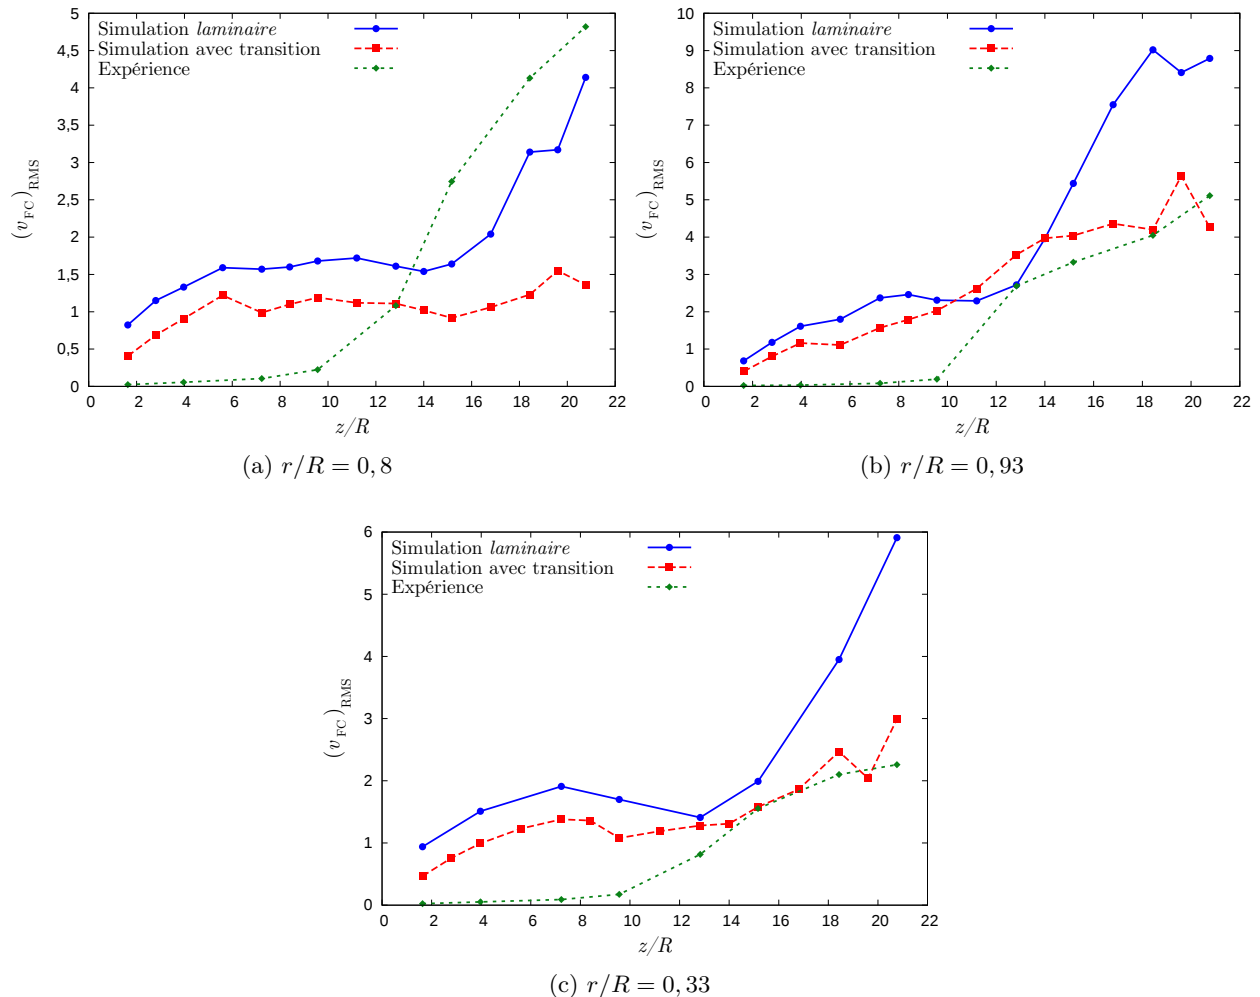 Simulation laminaire
Simulation avec transition
Expérience
5
4,5
4
3,5
3
2,5
2
1,5
1
0,5
0
0 2 4 6 8 10 12 14 16 18 20 22
(v_FC)_RMS
z/R
(a) r/R = 0, 8
Simulation laminaire
Simulation avec transition
Expérience
10
9
8
7
6
5
4
3
2
1
0
0 2 4 6 8 10 12 14 16 18 20 22
(v_FC)_RMS
z/R
(b) r/R = 0, 93
Simulation laminaire
Simulation avec transition
Expérience
6
5
4
3
2
1
0
0 2 4 6 8 10 12 14 16 18 20 22
(v_FC)_RMS
z/R
(c) r/R = 0, 33